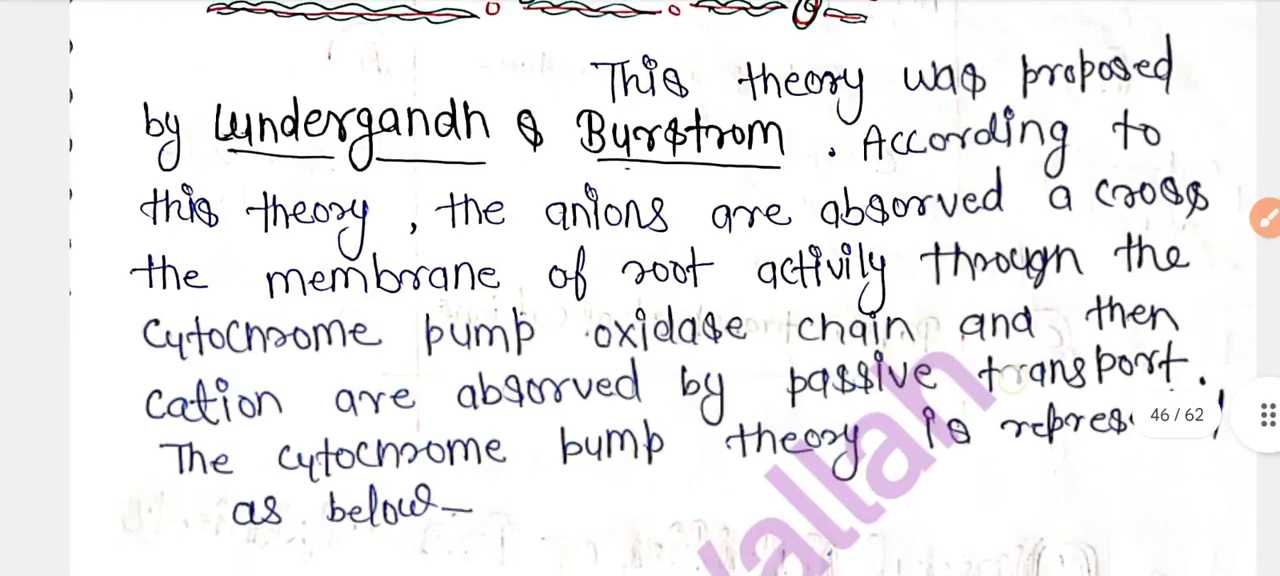 This theory was proposed
by Lundergandh & Burstrom . According to
this theory , the anions are absorved a cross
the membrane of root activily through the
cytochrome pump oxidase chain and then
cation are absorved by passive transport.
The cytochrome pump theory is repres
46 / 62
as below—
allah